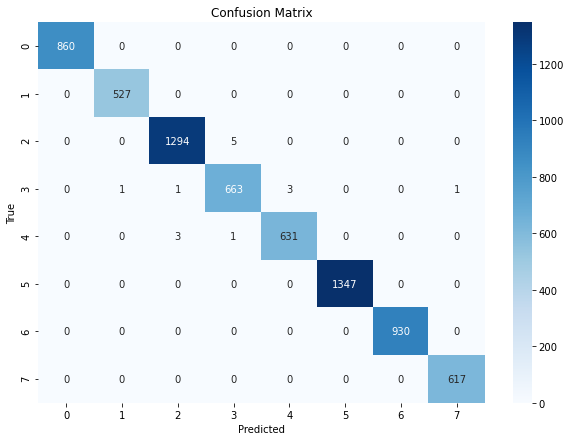 Confusion Matrix
0 860 0 0 0 0 0 0 0
1 0 527 0 0 0 0 0 0
2 0 0 1294 5 0 0 0 0
3 0 1 1 663 3 0 0 1
4 0 0 3 1 631 0 0 0
5 0 0 0 0 0 1347 0 0
6 0 0 0 0 0 0 930 0
7 0 0 0 0 0 0 0 617
0 1 2 3 4 5 6 7
True
Predicted
1200
1000
800
600
400
200
0